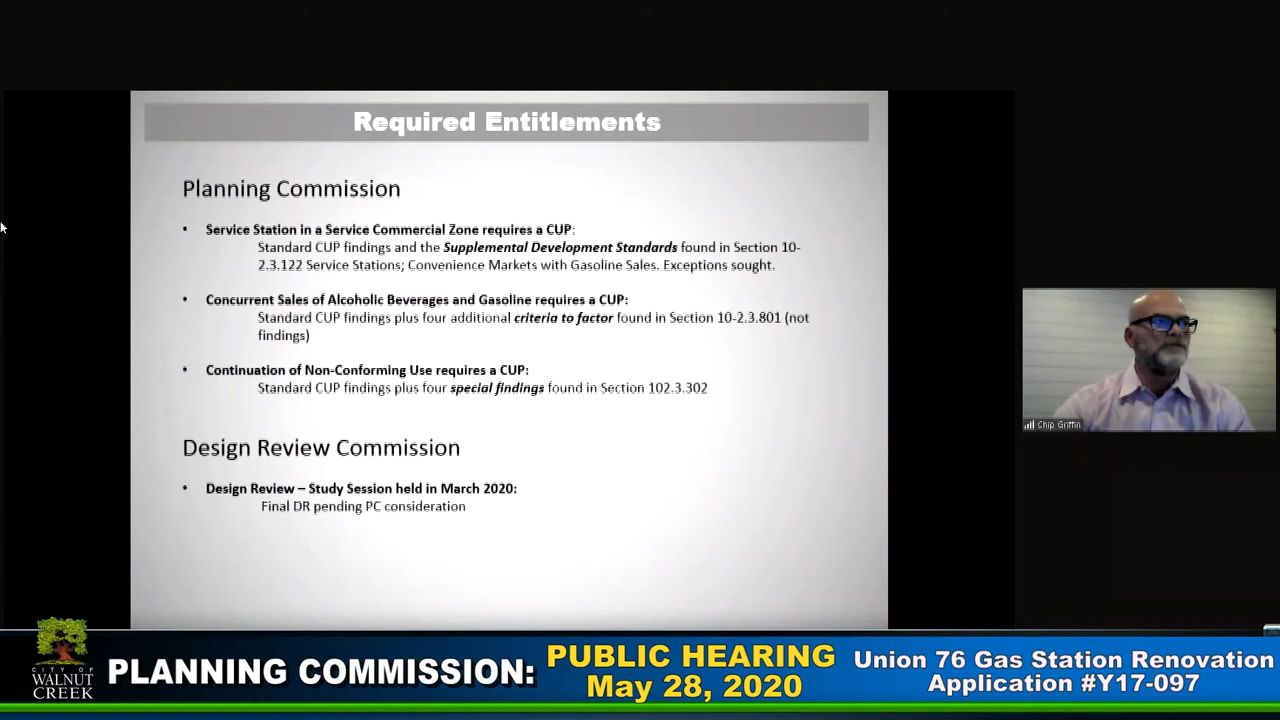 Required Entitlements
Planning Commission
• Service Station in a Service Commercial Zone requires a CUP:
Standard CUP findings and the Supplemental Development Standards found in Section 10-
2.3.122 Service Stations; Convenience Markets with Gasoline Sales. Exceptions sought.
• Concurrent Sales of Alcoholic Beverages and Gasoline requires a CUP:
Standard CUP findings plus four additional criteria to factor found in Section 10-2.3.801 (not
findings)
• Continuation of Non-Conforming Use requires a CUP:
Standard CUP findings plus four special findings found in Section 102.3.302
Design Review Commission
• Design Review – Study Session held in March 2020:
Final DR pending PC consideration
Chip Griffin
CITY OF
WALNUT
CREEK
PLANNING COMMISSION:
PUBLIC HEARING
May 28, 2020
Union 76 Gas Station Renovation
Application #Y17-097